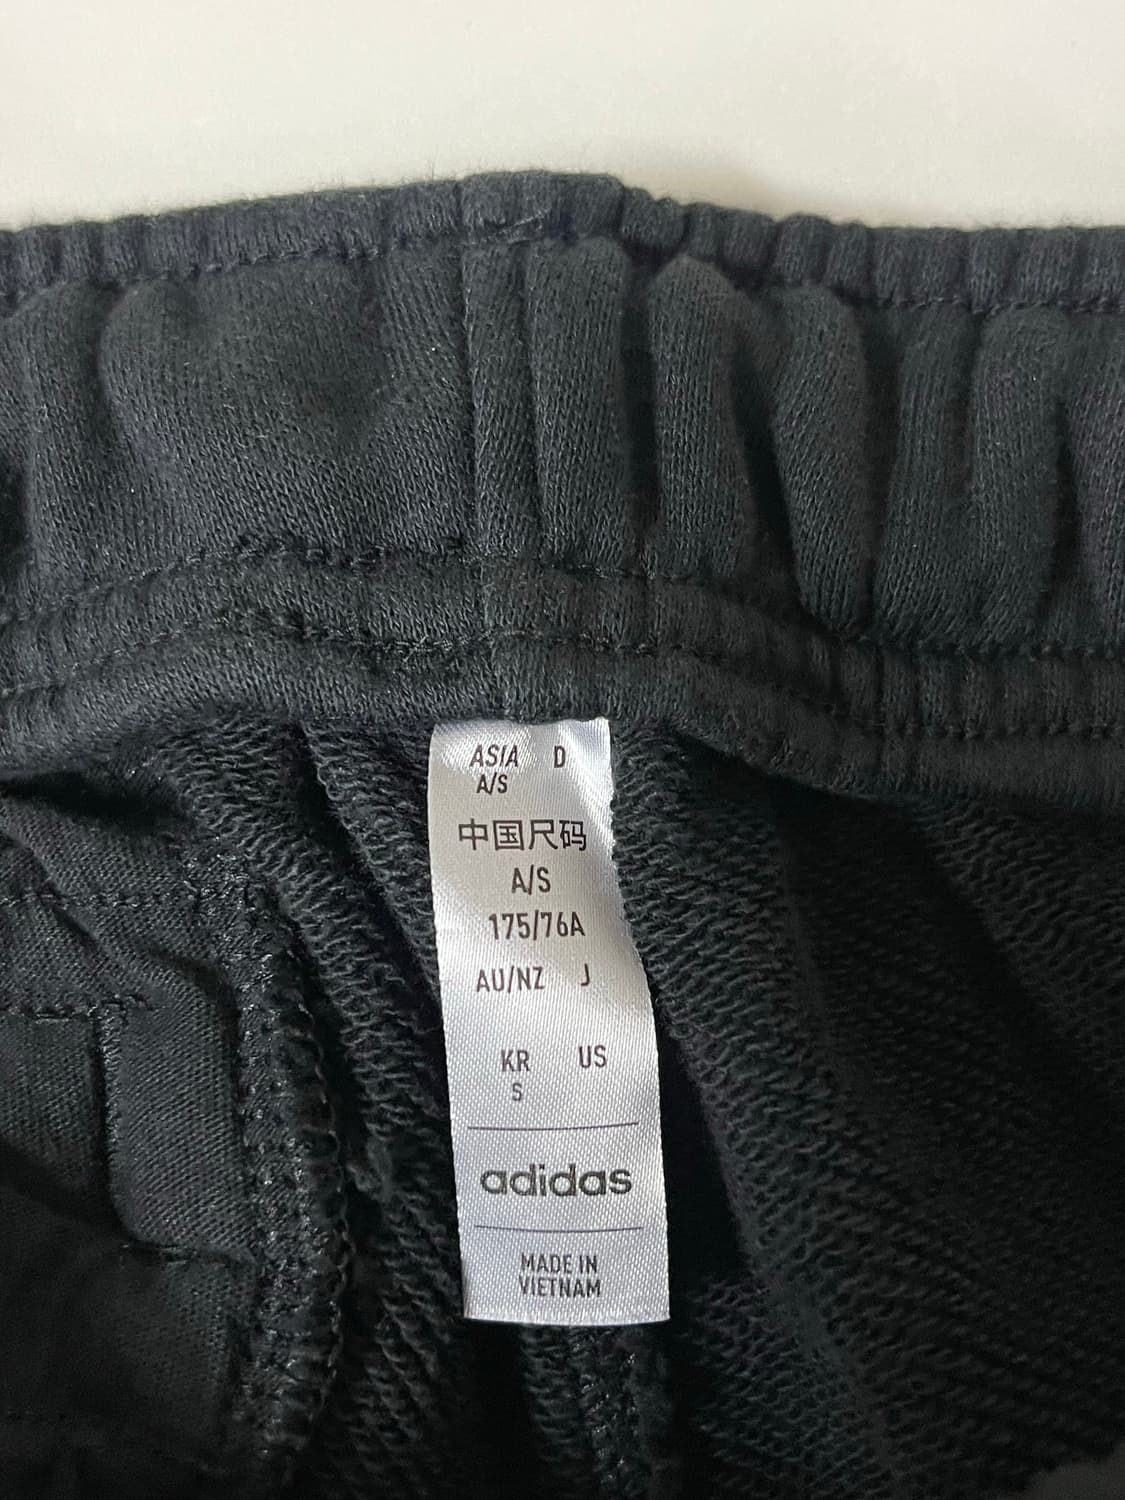 ASIA D
A/S
中国尺码
A/S
175/76A
AU/NZ J
KR US
S
adidas
MADE IN
VIETNAM